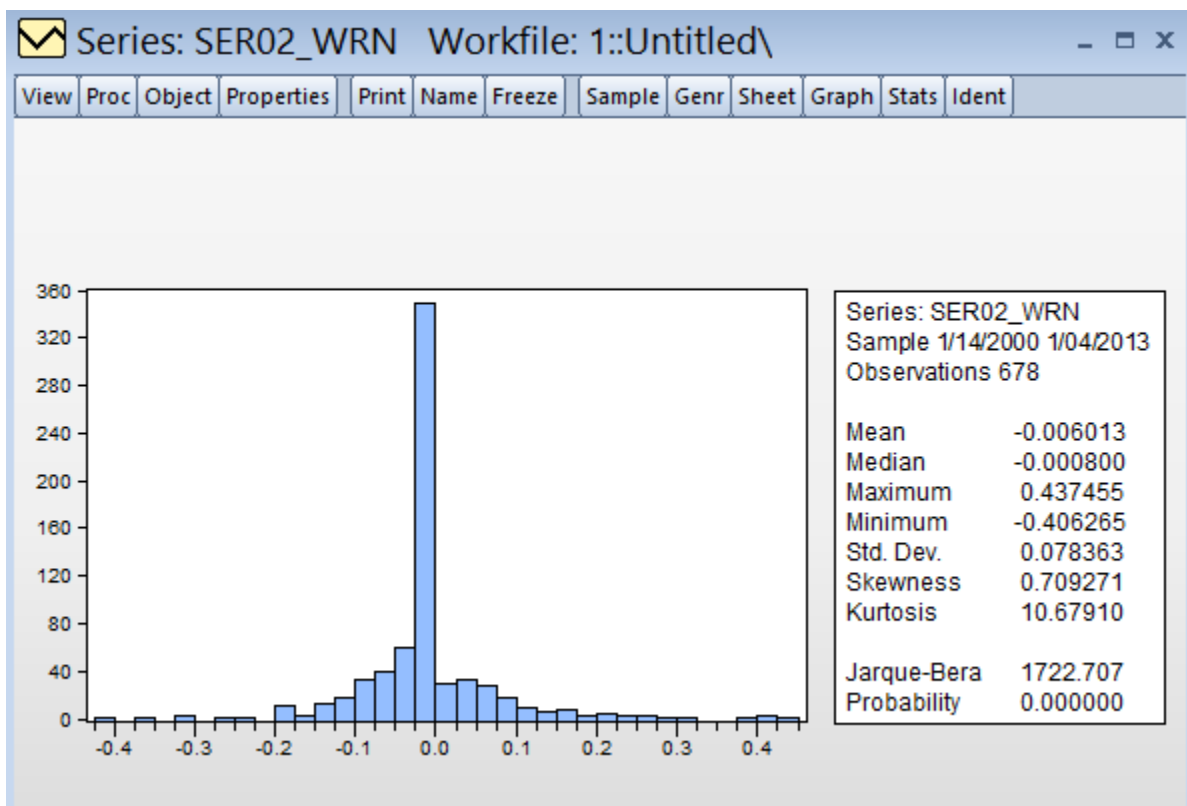 Series: SER02_WRN Workfile: 1::Untitled\
View Proc Object Properties Print Name Freeze Sample Genr Sheet Graph Stats Ident
360
320
280
240
200
160
120
80
40
0
-0.4 -0.3 -0.2 -0.1 0.0 0.1 0.2 0.3 0.4
Series: SER02_WRN
Sample 1/14/2000 1/04/2013
Observations 678
Mean -0.006013
Median -0.000800
Maximum 0.437455
Minimum -0.406265
Std. Dev. 0.078363
Skewness 0.709271
Kurtosis 10.67910
Jarque-Bera 1722.707
Probability 0.000000